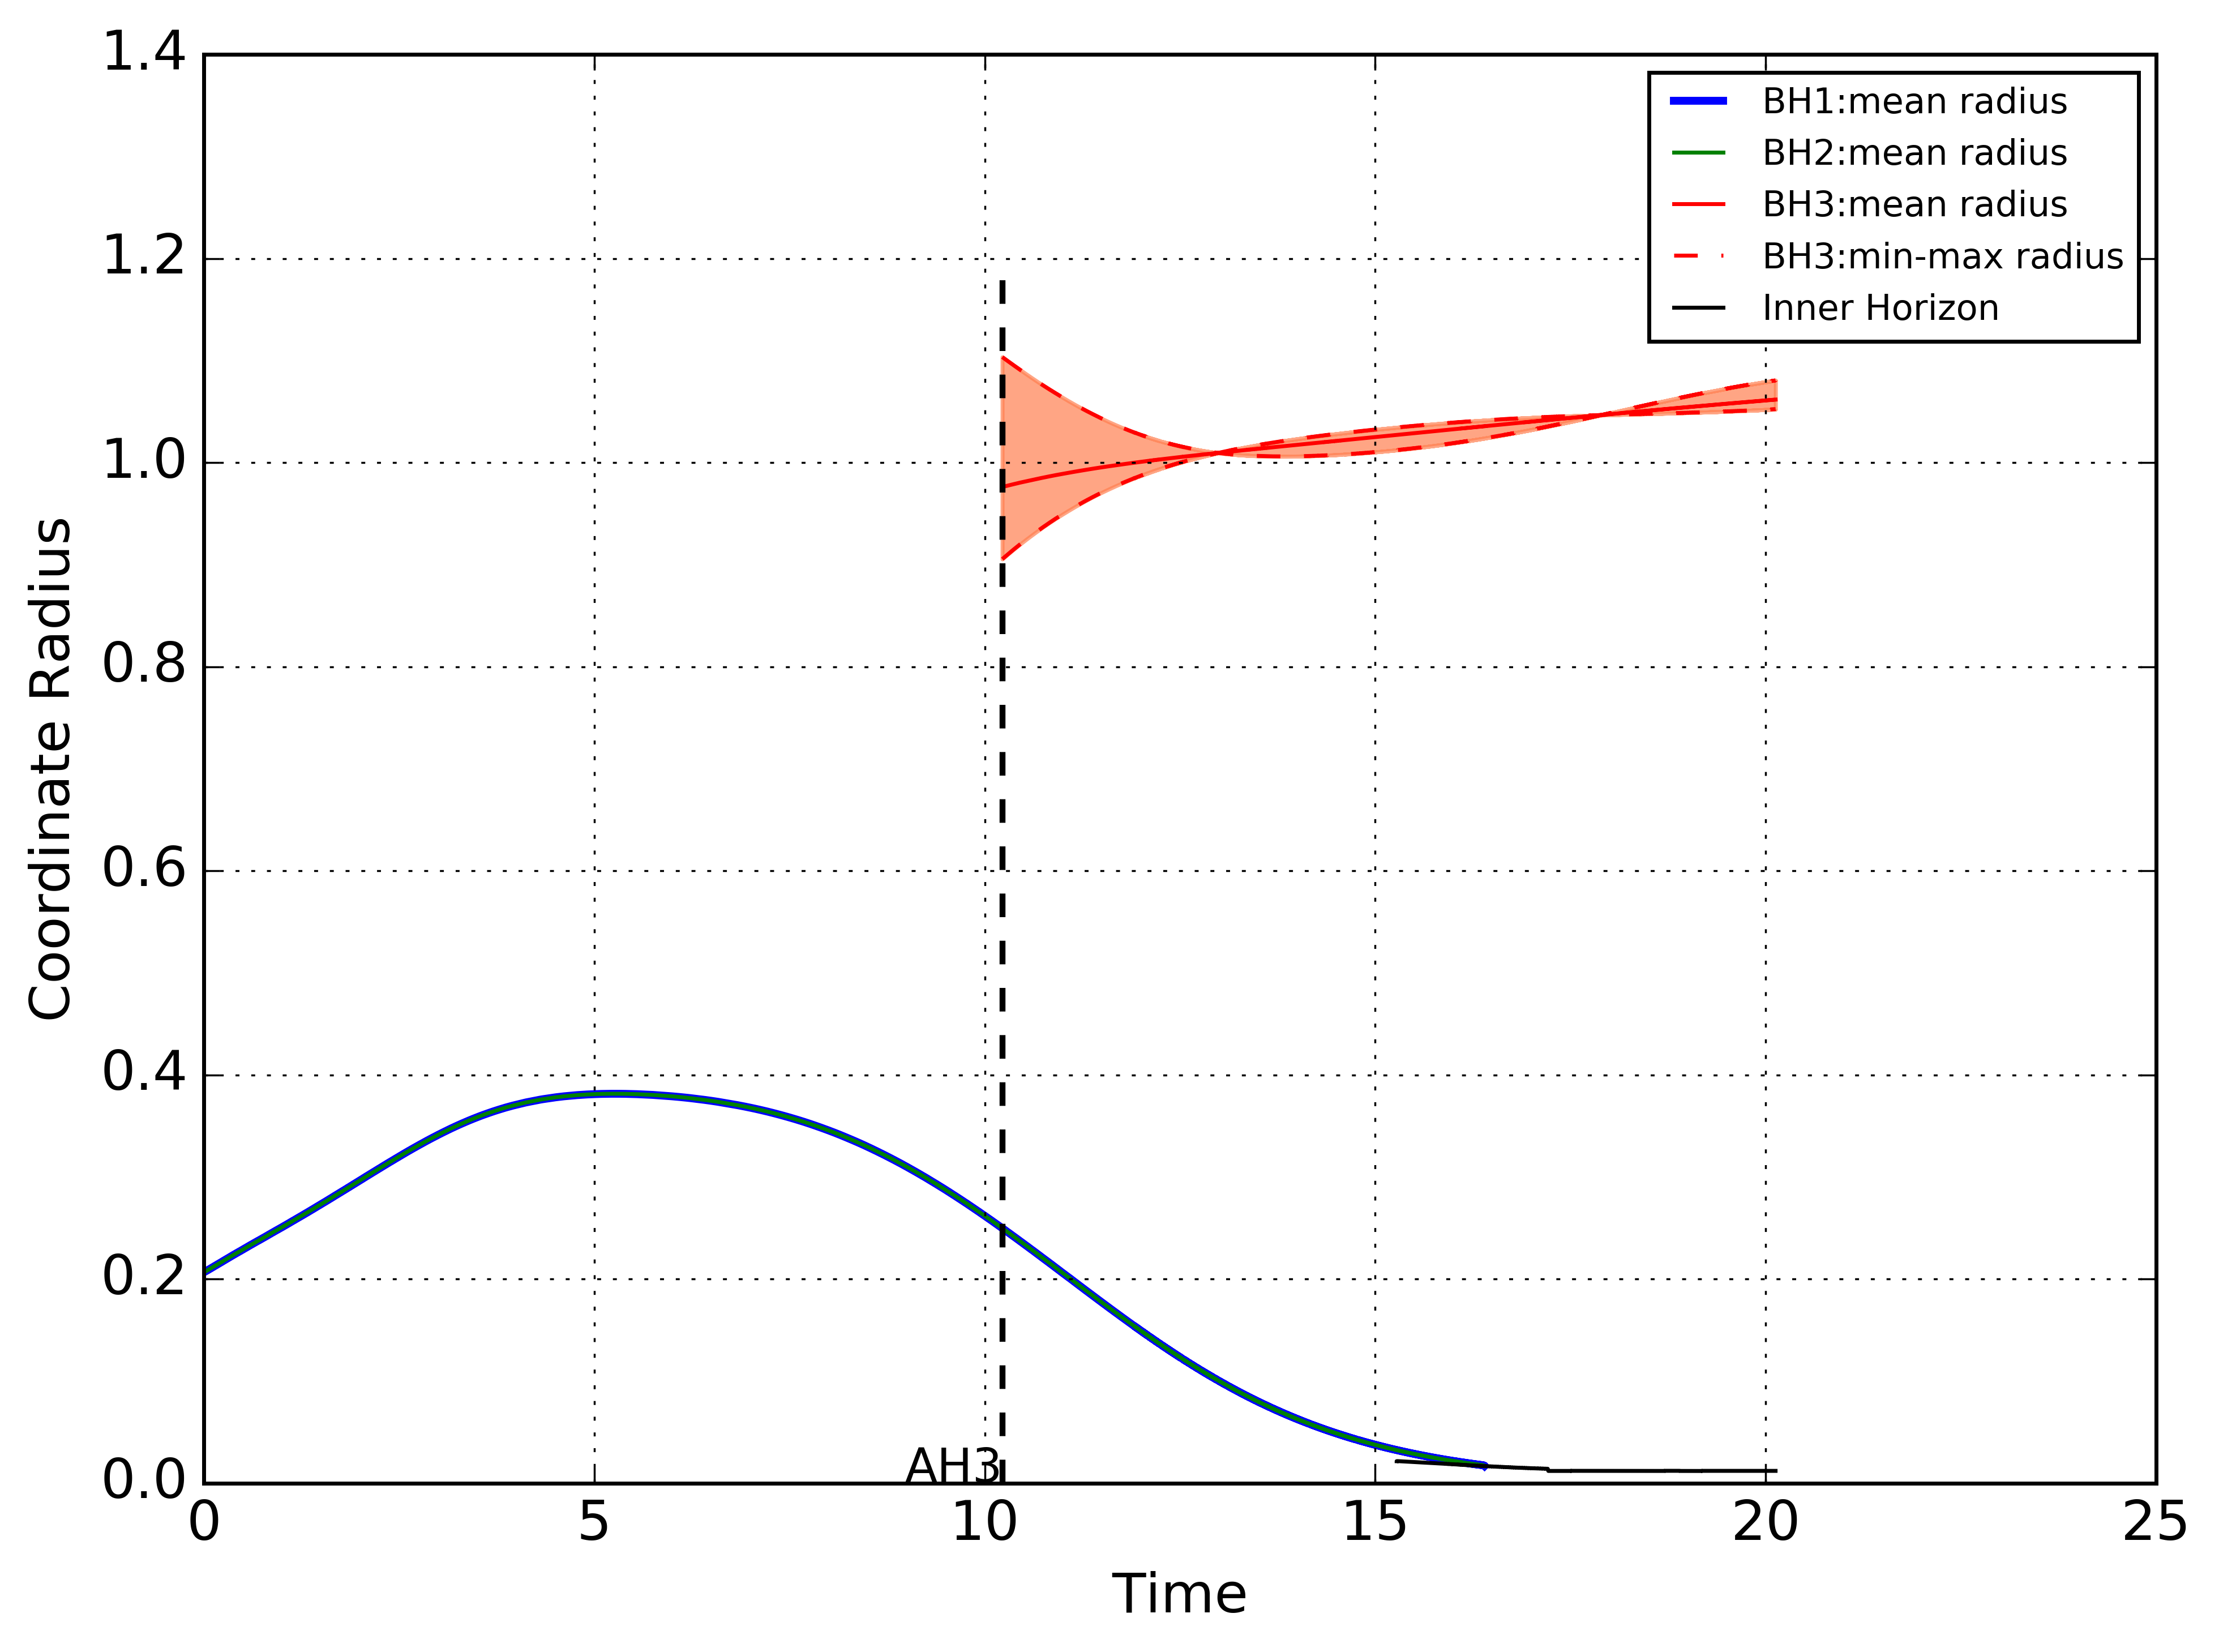 1.4
1.2
1.0
0.8
0.6
0.4
0.2
0.0
Coordinate Radius
BH1:mean radius
BH2:mean radius
BH3:mean radius
BH3:min-max radius
Inner Horizon
AH3
0 5 10 15 20 25
Time